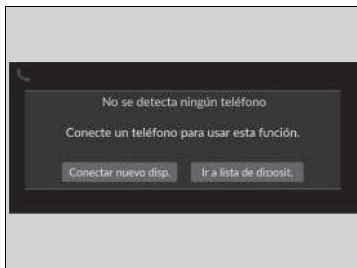 No se detecta ningún teléfono
Conecte un teléfono para usar esta función.
Conectar nuevo disp.
Ir a lista de disposit.